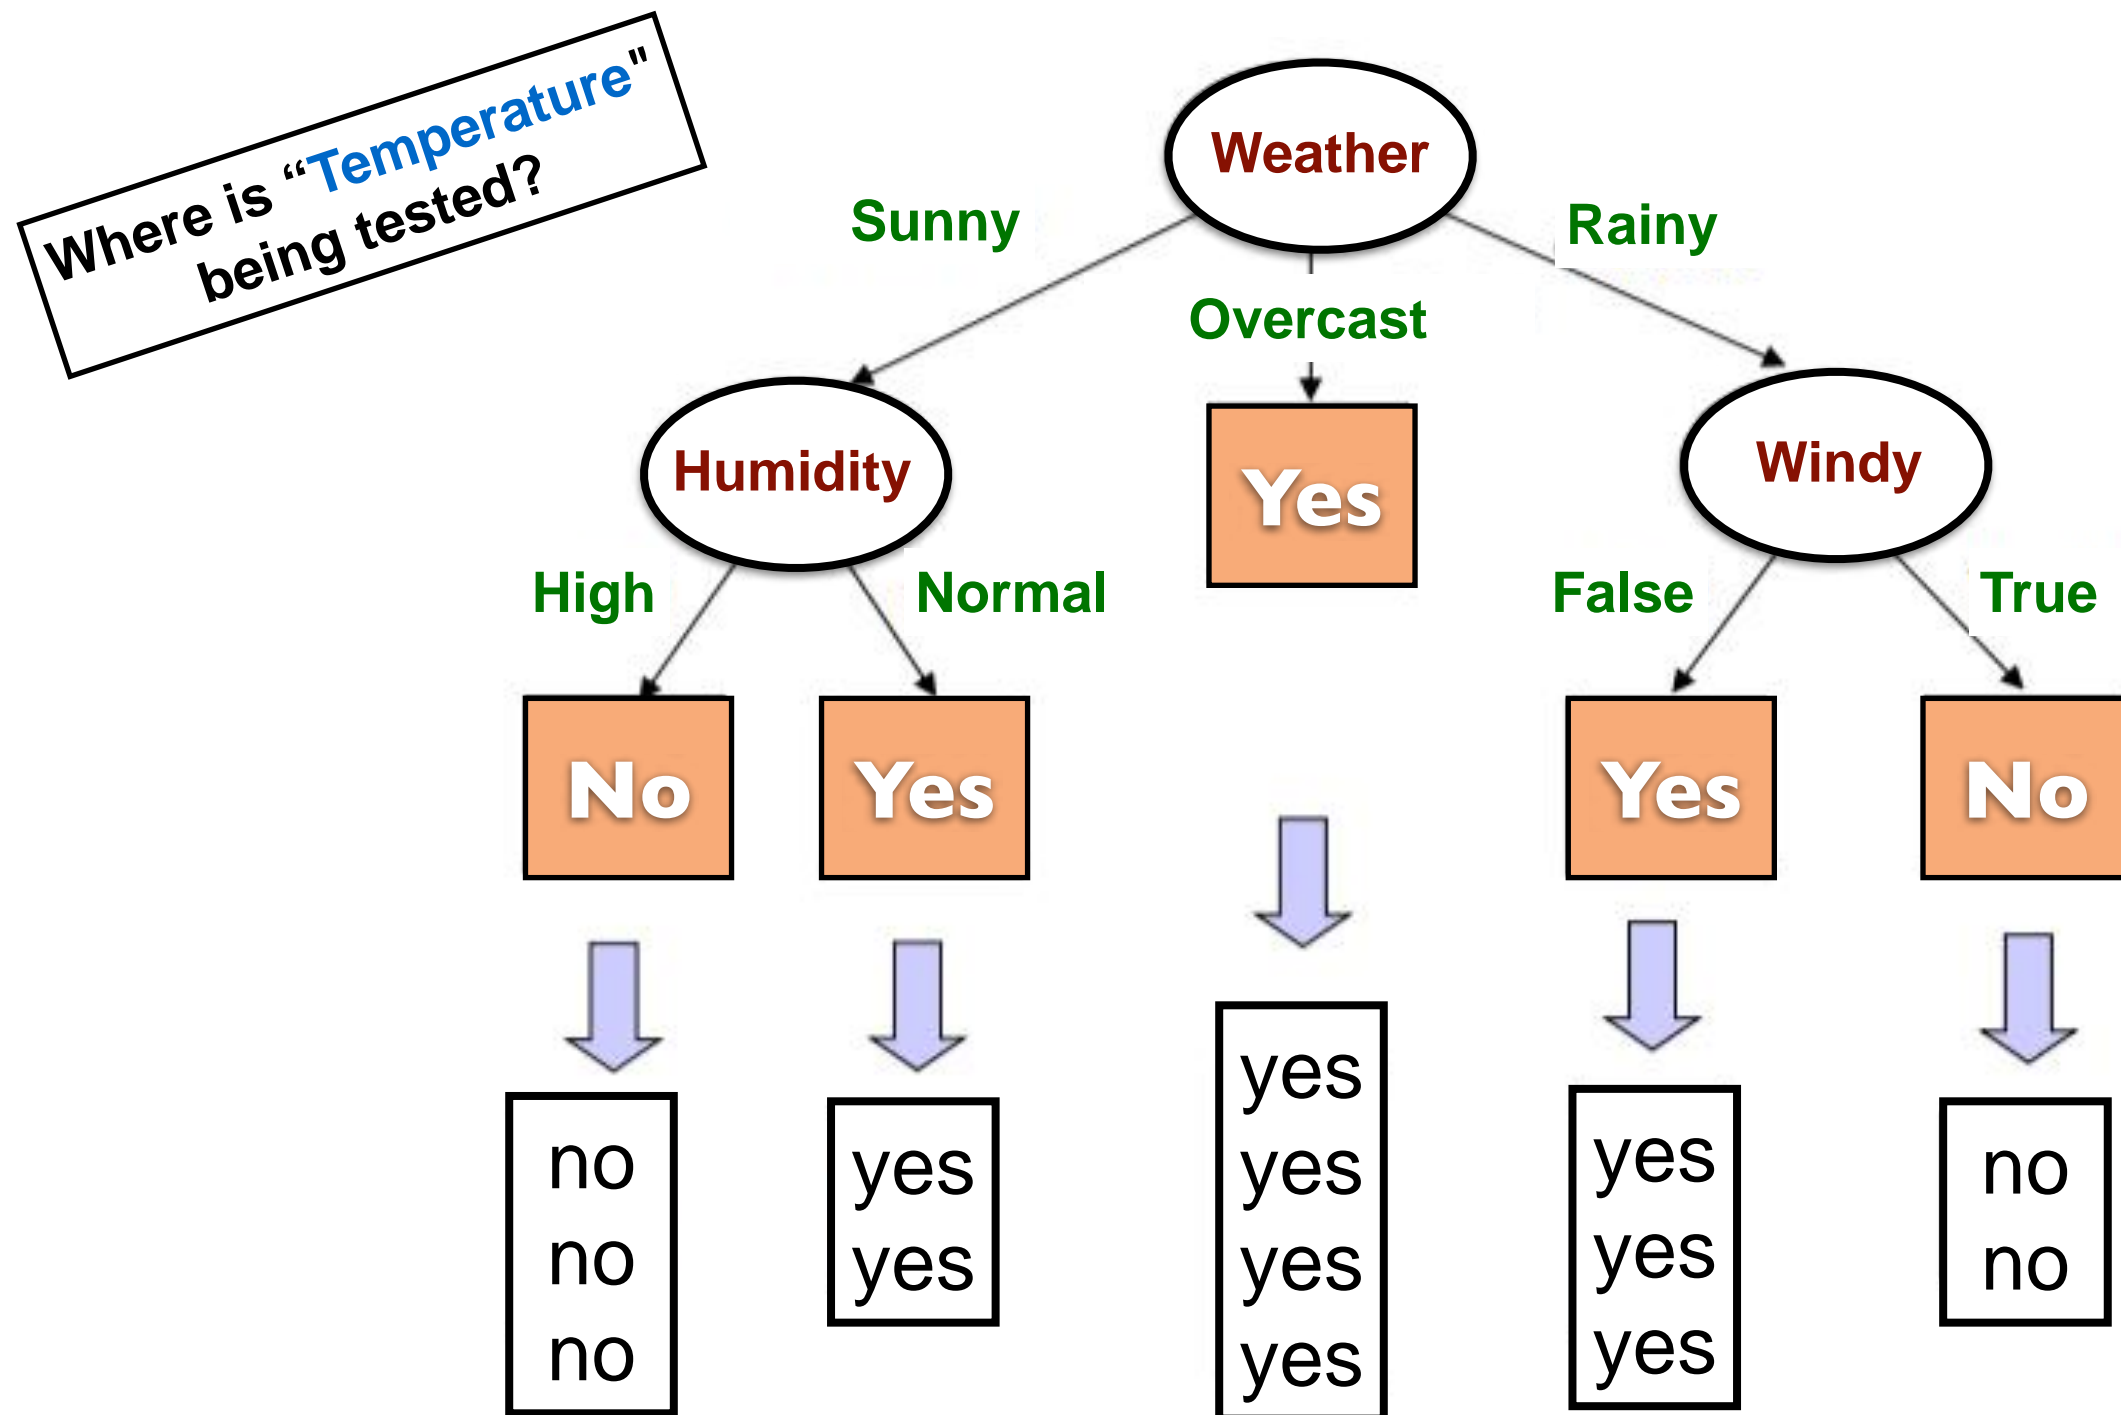 Where is “Temperature"
being tested?
Weather
Sunny
Rainy
Overcast
Humidity
Yes
Windy
High
Normal
False
True
No
Yes
Yes
No
no
no
no
yes
yes
yes
yes
yes
yes
yes
yes
yes
no
no